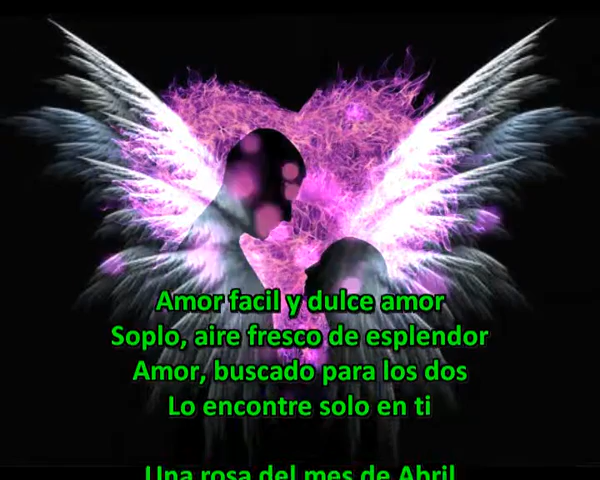 Amor facil y dulce amor
Soplo, aire fresco de esplendor
Amor, buscado para los dos
Lo encontre solo en ti
Una rosa del mes de Abril